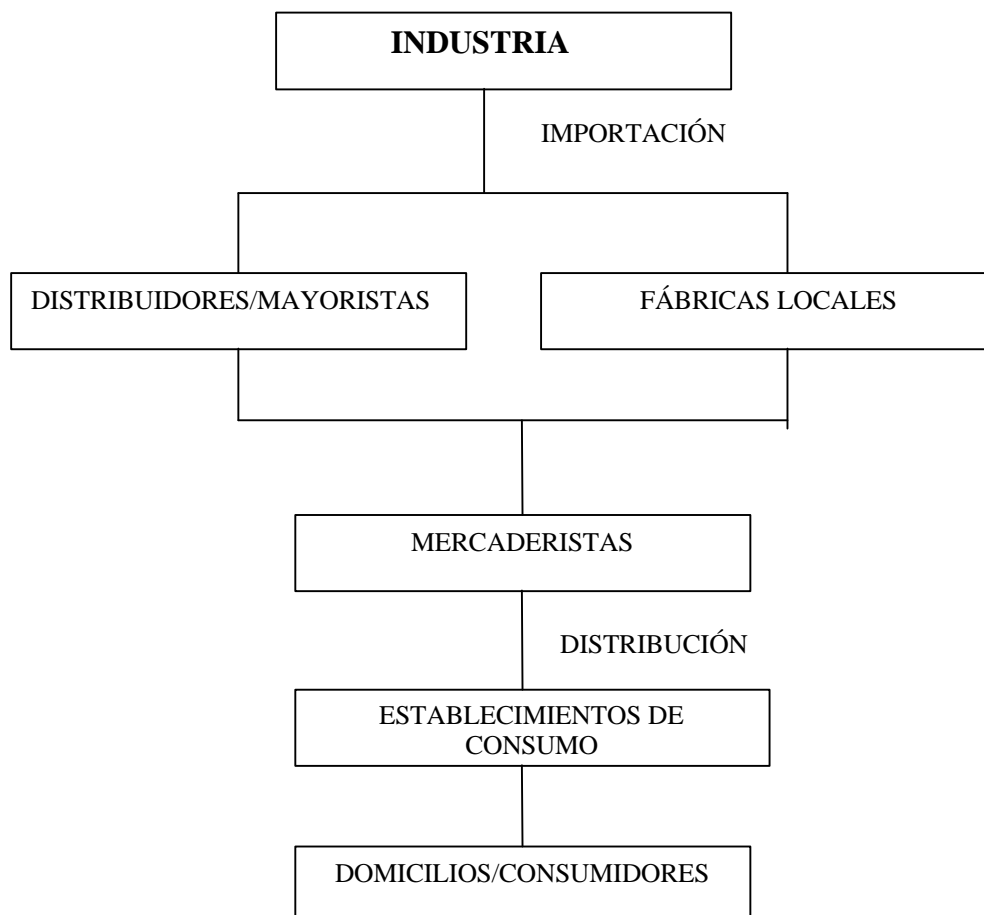 INDUSTRIA
IMPORTACIÓN
DISTRIBUIDORES/MAYORISTAS
FÁBRICAS LOCALES
MERCADERISTAS
DISTRIBUCIÓN
ESTABLECIMIENTOS DE
CONSUMO
DOMICILIOS/CONSUMIDORES